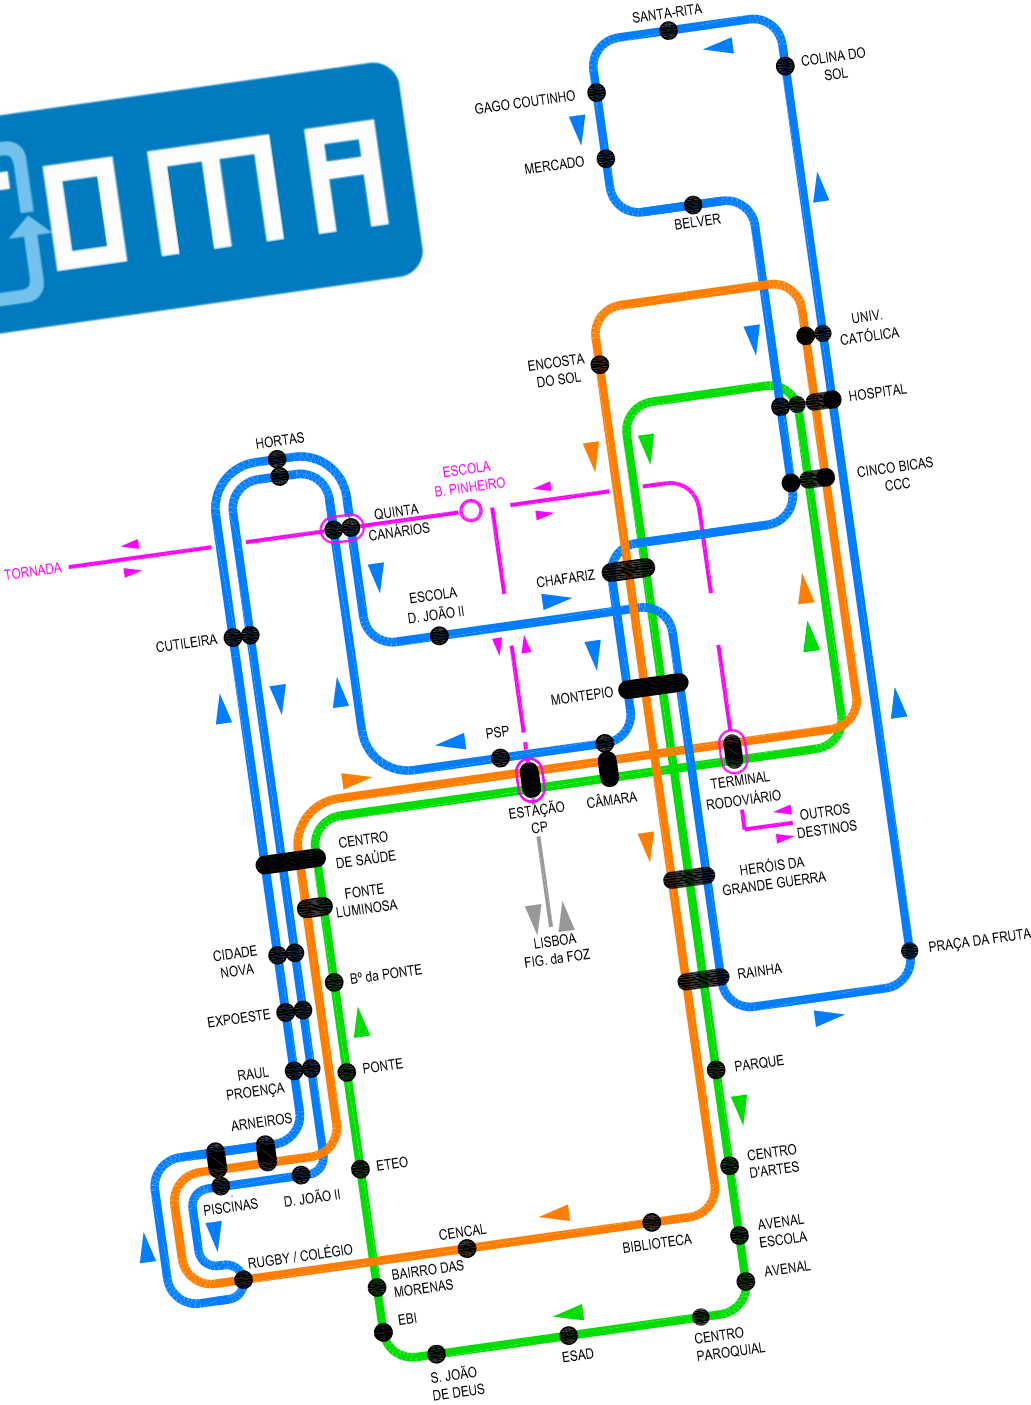 SANTA-RITA
COLINA DO
SOL
GAGO COUTINHO
MERCADO
BELVER
OMA
UNIV.
CATÓLICA
ENCOSTA
DO SOL
HOSPITAL
HORTAS
ESCOLA
B. PINHEIRO
CINCO BICAS
CCC
QUINTA
CANÁRIOS
TORNADA
CHAFARIZ
ESCOLA
D. JOÃO II
CUTILEIRA
MONTEPIO
PSP
ESTAÇÃO
CP
CÂMARA
TERMINAL
RODOVIÁRIO
OUTROS
DESTINOS
CENTRO
DE SAÚDE
HERÓIS DA
GRANDE GUERRA
FONTE
LUMINOSA
LISBOA
FIG. da FOZ
PRAÇA DA FRUTA
CIDADE
NOVA
Bº da PONTE
RAINHA
EXPOESTE
PONTE
PARQUE
RAUL
PROENÇA
ARNEIROS
ETEO
CENTRO
D'ARTES
PISCINAS
D. JOÃO II
AVENAL
ESCOLA
CENCAL
BIBLIOTECA
RUGBY / COLÉGIO
BAIRRO DAS
MORENAS
AVENAL
EBI
CENTRO
PAROQUIAL
ESAD
S. JOÃO
DE DEUS